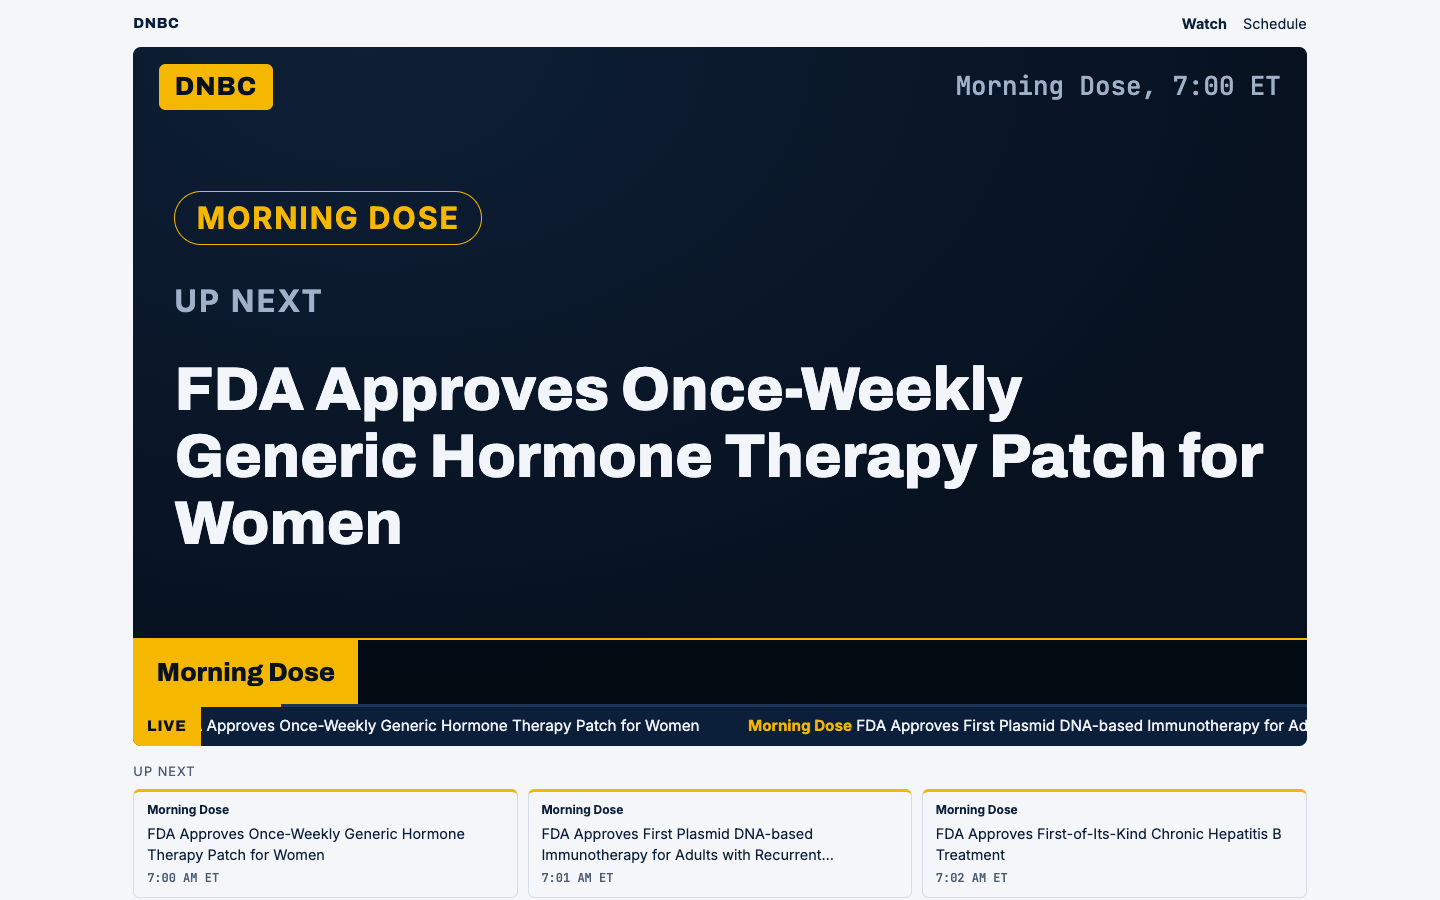 DNBC
Watch Schedule
DNBC
Morning Dose, 7:00 ET
MORNING DOSE
UP NEXT
FDA Approves Once-Weekly
Generic Hormone Therapy Patch for
Women
Morning Dose
LIVE
Approves Once-Weekly Generic Hormone Therapy Patch for Women
Morning Dose FDA Approves First Plasmid DNA-based Immunotherapy for Ad
UP NEXT
Morning Dose
FDA Approves Once-Weekly Generic Hormone
Therapy Patch for Women
7:00 AM ET
Morning Dose
FDA Approves First Plasmid DNA-based
Immunotherapy for Adults with Recurrent...
7:01 AM ET
Morning Dose
FDA Approves First-of-Its-Kind Chronic Hepatitis B
Treatment
7:02 AM ET